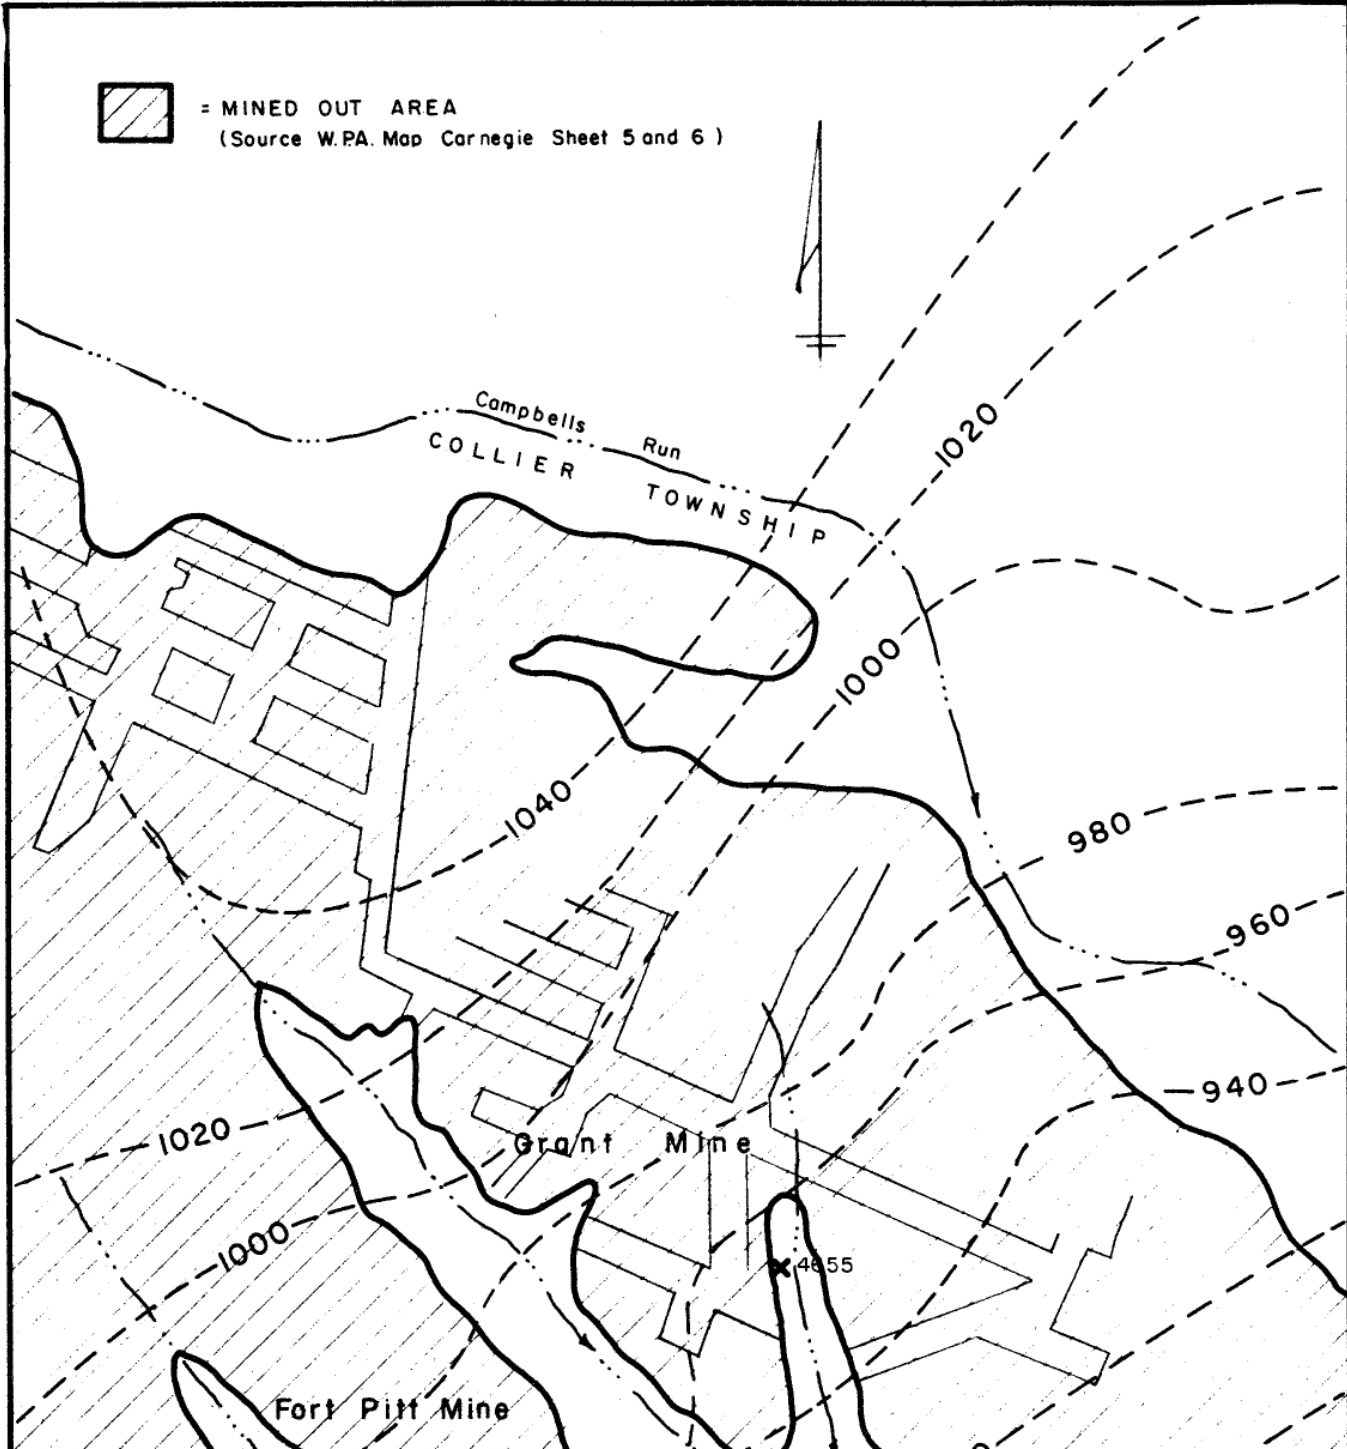 = MINED OUT AREA
(Source W.P.A. Map Carnegie Sheet 5 and 6 )
1020
Campbells Run
COLLIER TOWNSHIP
1000
1040
980
960
940
1020
Grant Mine
1000
4655
Fort Pitt Mine